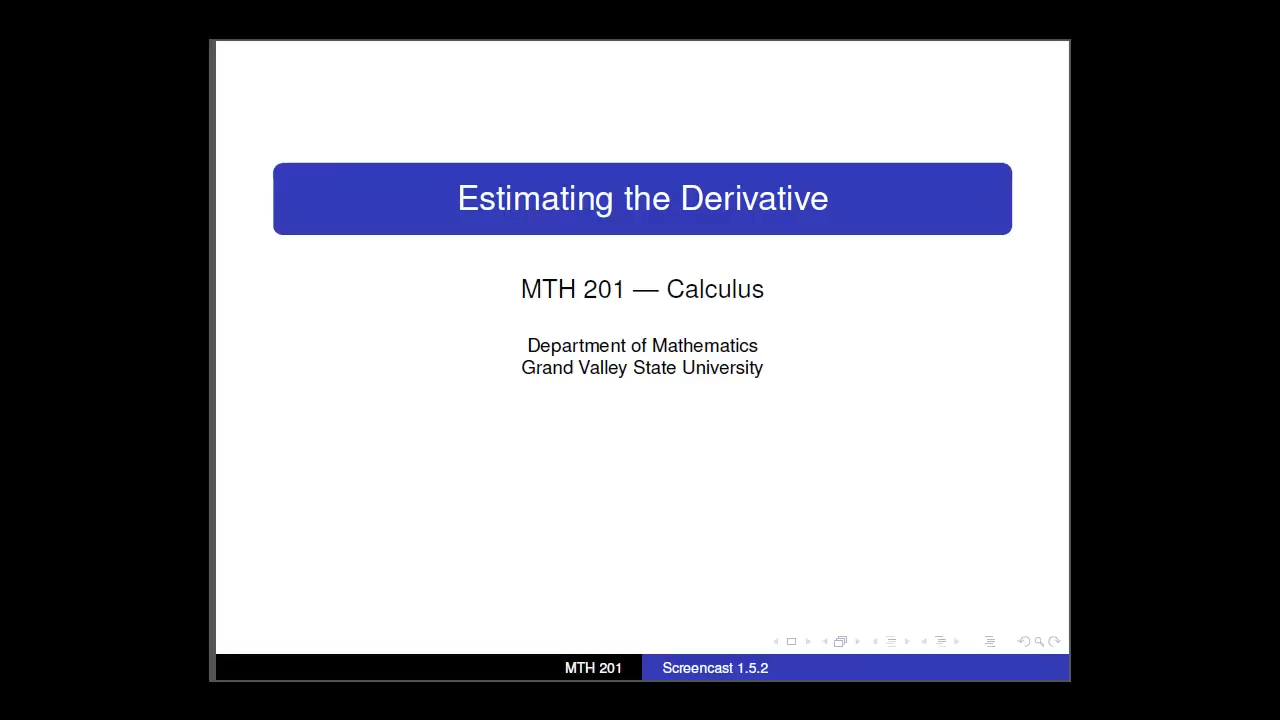 Estimating the Derivative
MTH 201 — Calculus
Department of Mathematics
Grand Valley State University
MTH 201
Screencast 1.5.2